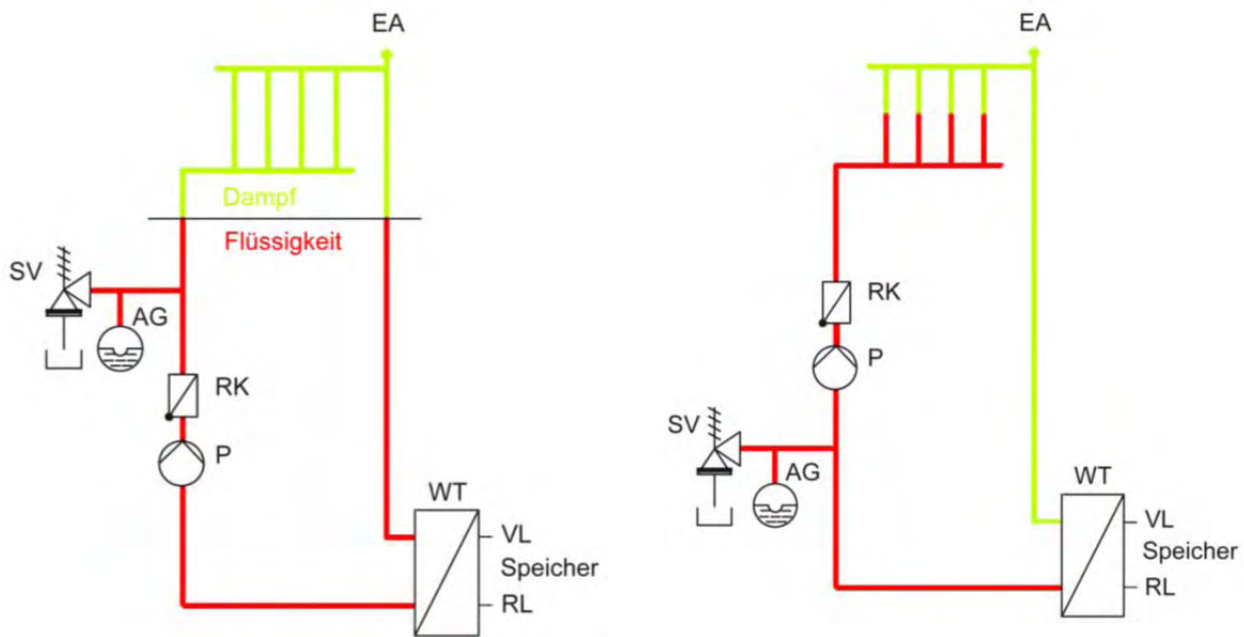 EA
Dampf
Flüssigkeit
SV
AG
RK
P
WT
VL
Speicher
RL
EA
RK
P
SV
AG
WT
VL
Speicher
RL